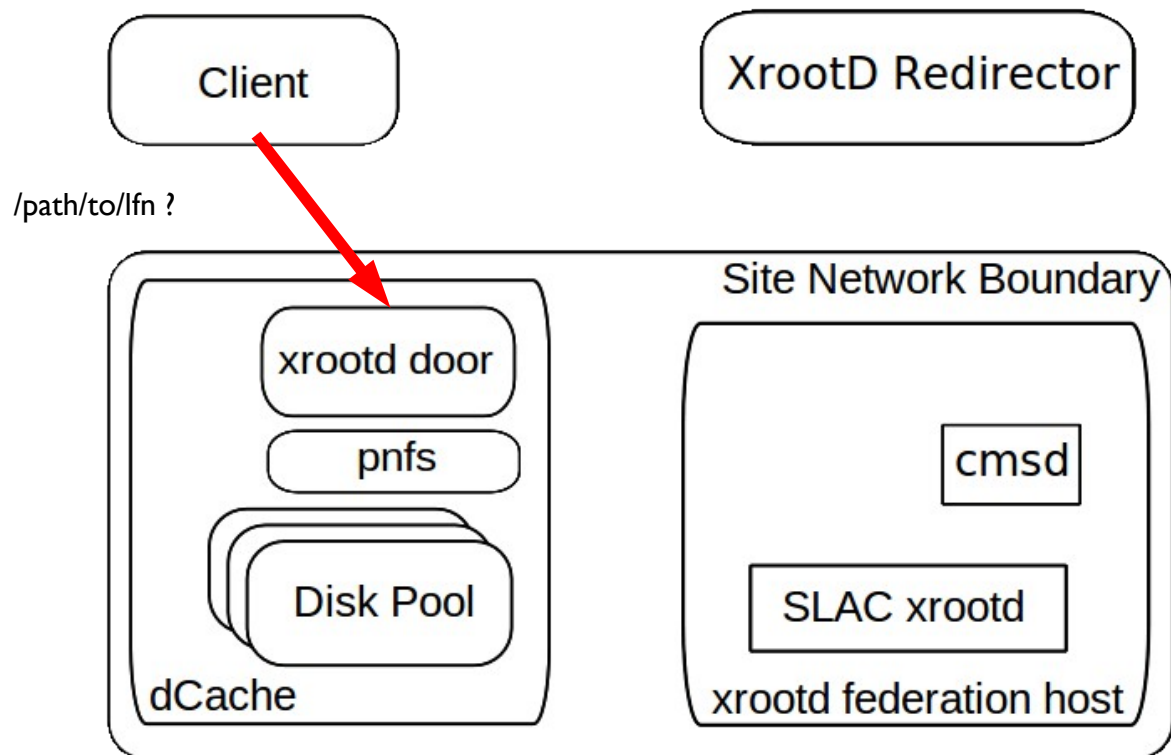 Client
XrootD Redirector
/path/to/lfn ?
Site Network Boundary
xrootd door
pnfs
cmsd
Disk Pool
SLAC xrootd
dCache
xrootd federation host